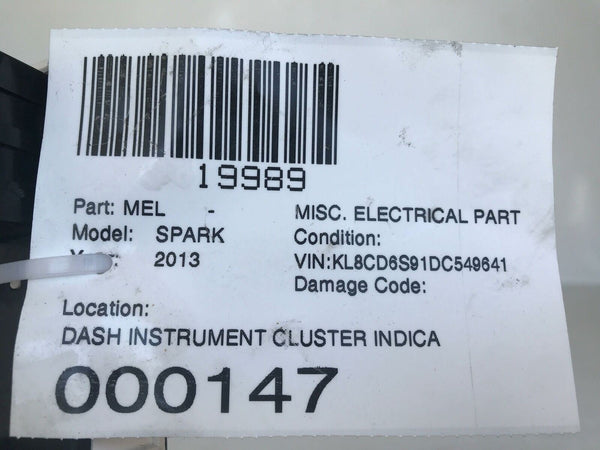 19989
Part: MEL - MISC. ELECTRICAL PART
Model: SPARK Condition:
2013 VIN:KL8CD6S91DC549641
Damage Code:
Location:
DASH INSTRUMENT CLUSTER INDICA
000147